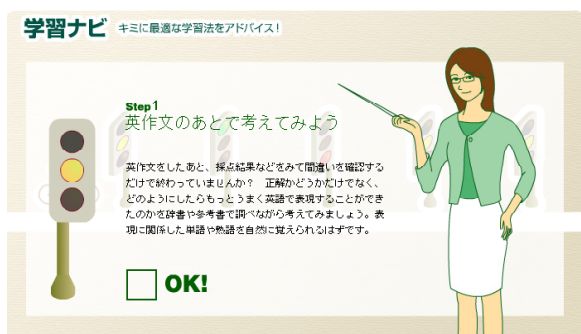 学習ナビ キミに最適な学習法をアドバイス！
Step1
英作文のあとで考えてみよう
英作文をしたあと、採点結果などをみて間違いを確認する
だけで終わっていませんか？　正解かどうかだけでなく、
どのようにしたらもっとうまく英語で表現することができ
たのかを辞書や参考書で調べながら考えてみましょう。表
現に関係した単語や熟語を自然に覚えられるはずです。
OK!